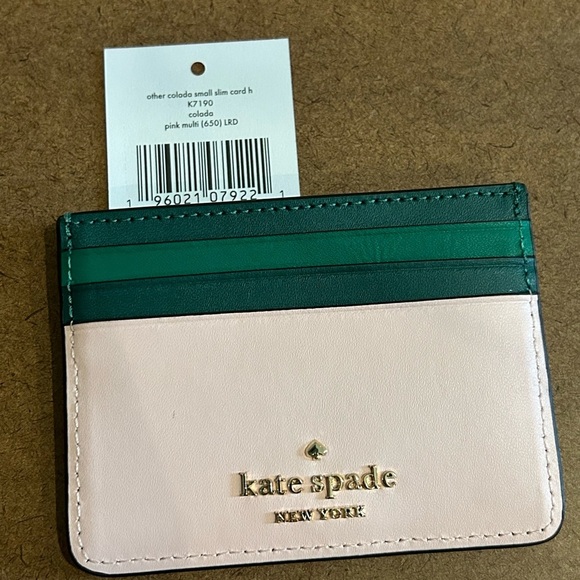 other colada small slim card h
K7190
colada
pink multi (650) LRD
1 96021 07922 1
kate spade
NEW YORK